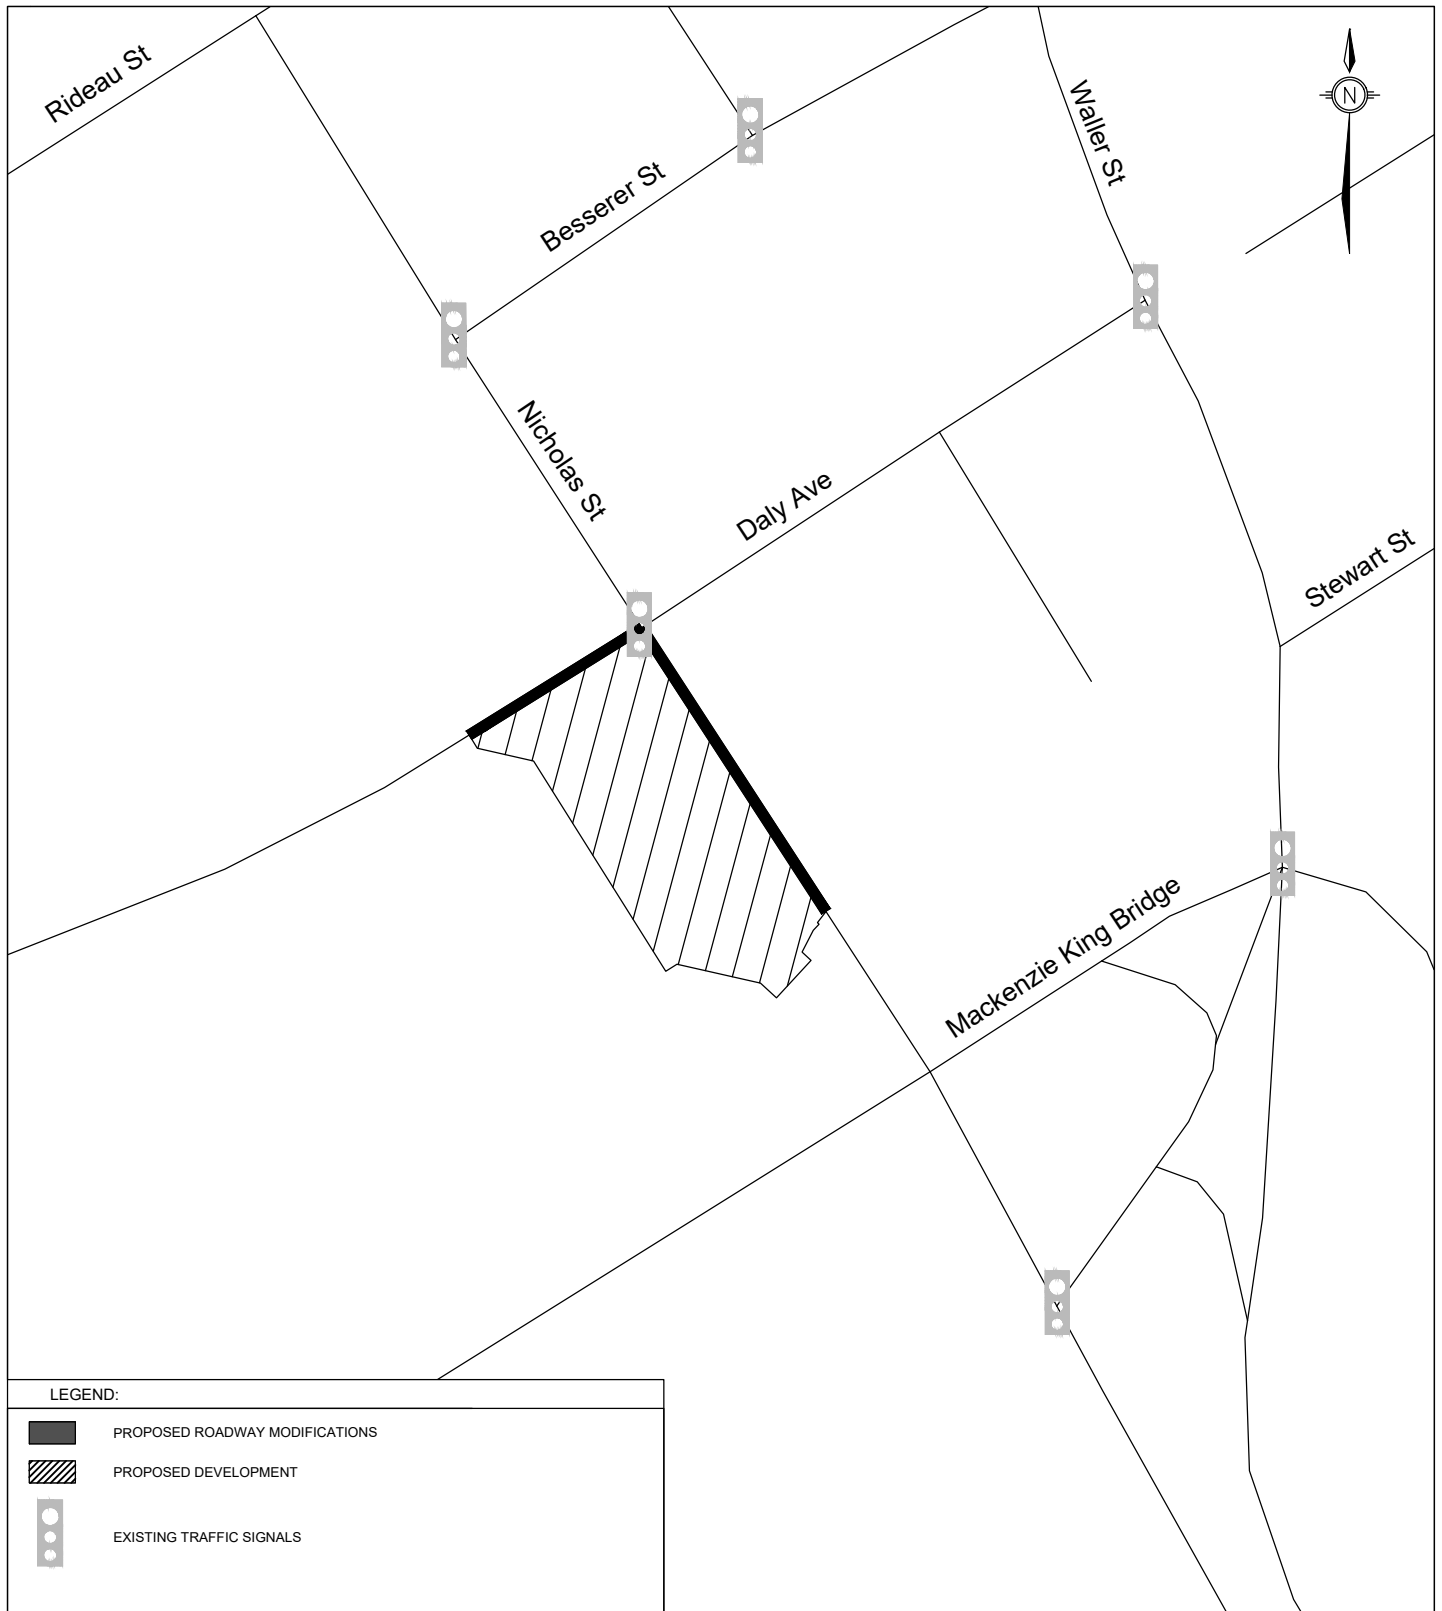 Rideau St
Waller St
N
Besserer St
Nicholas St
Daly Ave
Stewart St
Mackenzie King Bridge
LEGEND:
PROPOSED ROADWAY MODIFICATIONS
PROPOSED DEVELOPMENT
EXISTING TRAFFIC SIGNALS